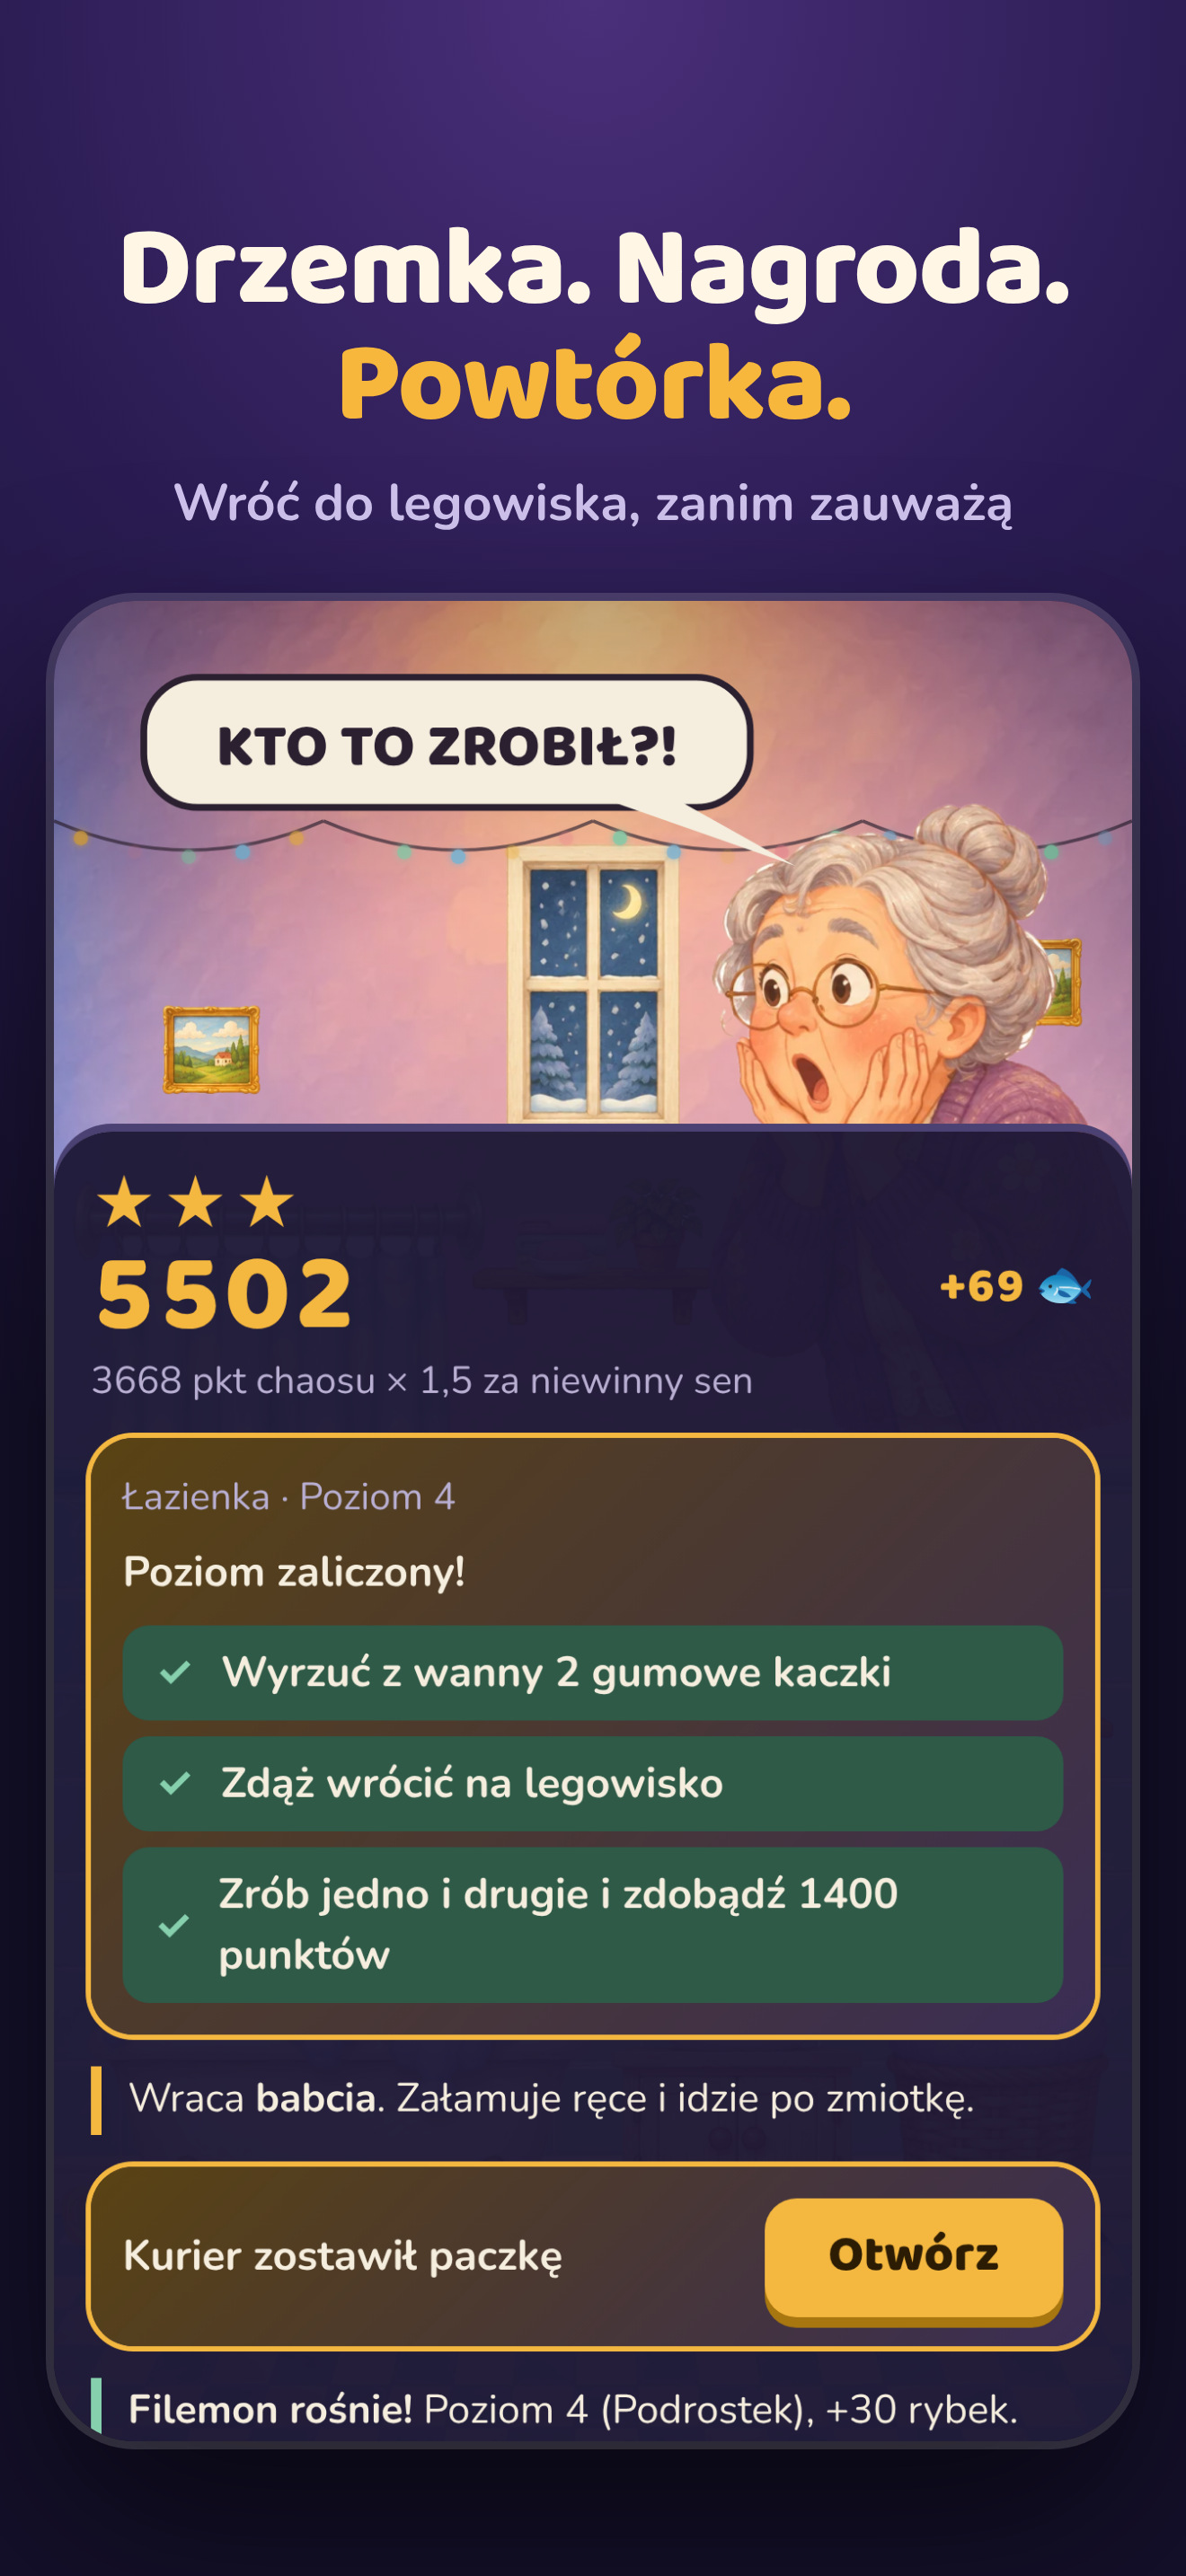 Drzemka. Nagroda.
Powtórka.
Wróć do legowiska, zanim zauważą
KTO TO ZROBIŁ?!
★★★
5502
+69
3668 pkt chaosu × 1,5 za niewinny sen
Łazienka · Poziom 4
Poziom zaliczony!
Wyrzuć z wanny 2 gumowe kaczki
Zdąż wrócić na legowisko
Zrób jedno i drugie i zdobądź 1400
punktów
Wraca babcia. Załamuje ręce i idzie po zmiotkę.
Kurier zostawił paczkę
Otwórz
Filemon rośnie! Poziom 4 (Podrostek), +30 rybek.